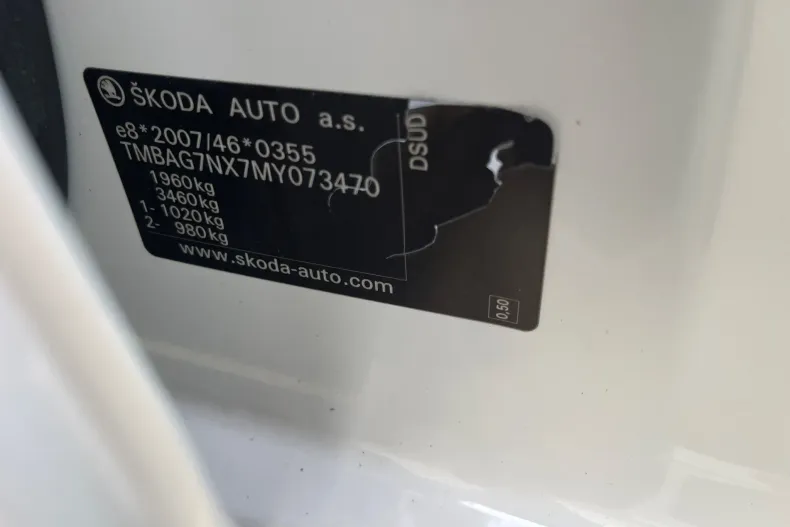 ŠKODA AUTO a.s.
e8*2007/46*0355
TMBAG7NX7MY073470
1960kg
3460kg
1- 1020kg
2- 980kg
www.skoda-auto.com
DSUD
0,50